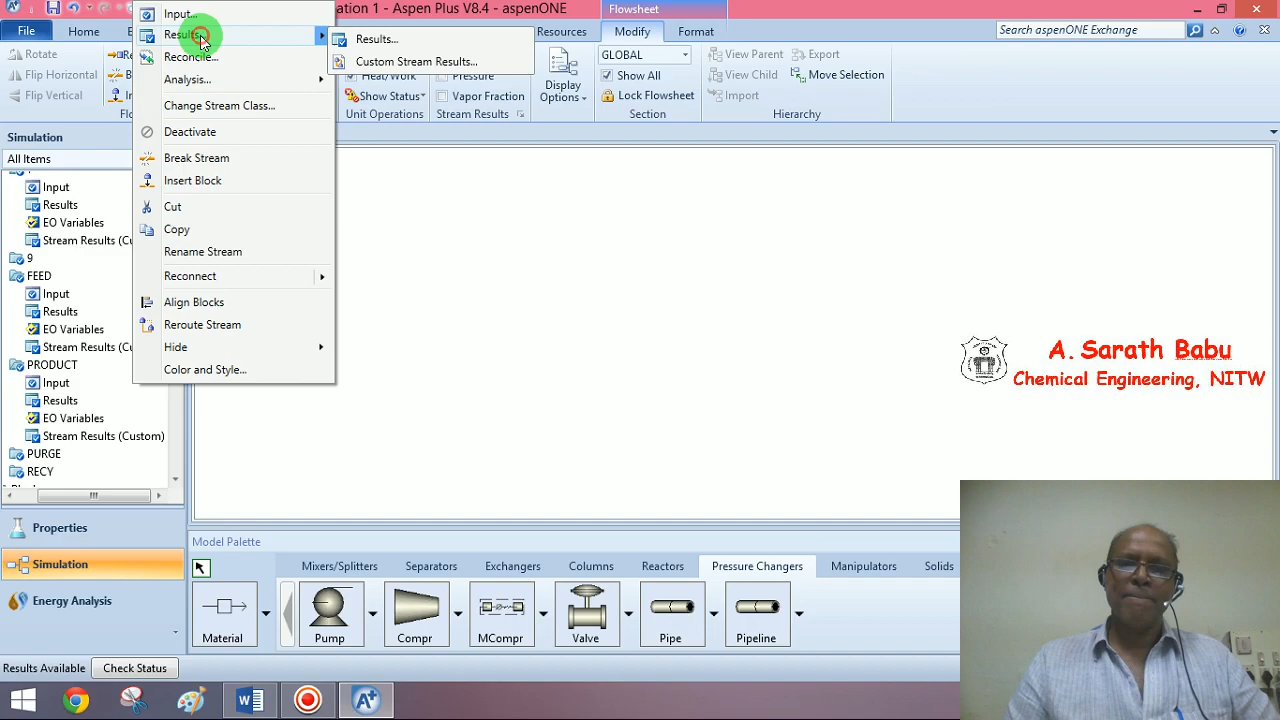 Input...
ation 1 - Aspen Plus V8.4 - aspenONE
Flowsheet
File
Home
Results
Resources
Modify
Format
Search aspenONE Exchange
Rotate
Flip Horizontal
Flip Vertical
Reconcile...
Analysis...
Change Stream Class...
Deactivate
Break Stream
Insert Block
Cut
Copy
Rename Stream
Reconnect
Align Blocks
Reroute Stream
Hide
Color and Style...
Results...
Custom Stream Results...
Heat/Work
Show Status
Unit Operations
Pressure
Vapor Fraction
Stream Results
Display
Options
GLOBAL
Show All
Lock Flowsheet
Section
View Parent
View Child
Import
Export
Move Selection
Hierarchy
Simulation
All Items
Input
Results
EO Variables
Stream Results (Cu
9
FEED
Input
Results
EO Variables
Stream Results (Cu
PRODUCT
Input
Results
EO Variables
Stream Results (Custom)
PURGE
RECY
Properties
Simulation
Energy Analysis
A. Sarath Babu
Chemical Engineering, NITW
Model Palette
Mixers/Splitters
Separators
Exchangers
Columns
Reactors
Pressure Changers
Manipulators
Solids
Material
Pump
Compr
MCompr
Valve
Pipe
Pipeline
Results Available
Check Status